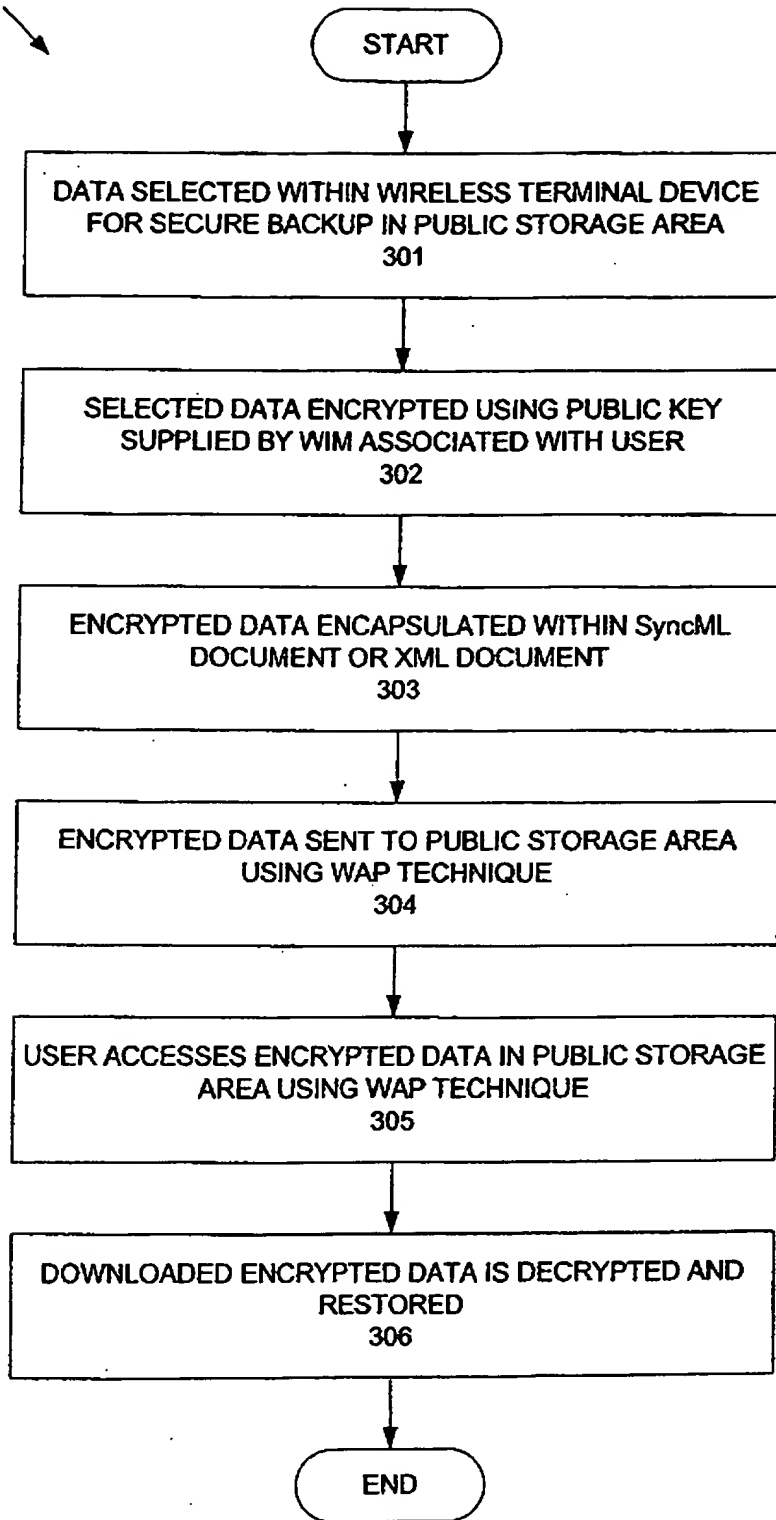 START
DATA SELECTED WITHIN WIRELESS TERMINAL DEVICE
FOR SECURE BACKUP IN PUBLIC STORAGE AREA
301
SELECTED DATA ENCRYPTED USING PUBLIC KEY
SUPPLIED BY WIM ASSOCIATED WITH USER
302
ENCRYPTED DATA ENCAPSULATED WITHIN SyncML
DOCUMENT OR XML DOCUMENT
303
ENCRYPTED DATA SENT TO PUBLIC STORAGE AREA
USING WAP TECHNIQUE
304
USER ACCESSES ENCRYPTED DATA IN PUBLIC STORAGE
AREA USING WAP TECHNIQUE
305
DOWNLOADED ENCRYPTED DATA IS DECRYPTED AND
RESTORED
306
END